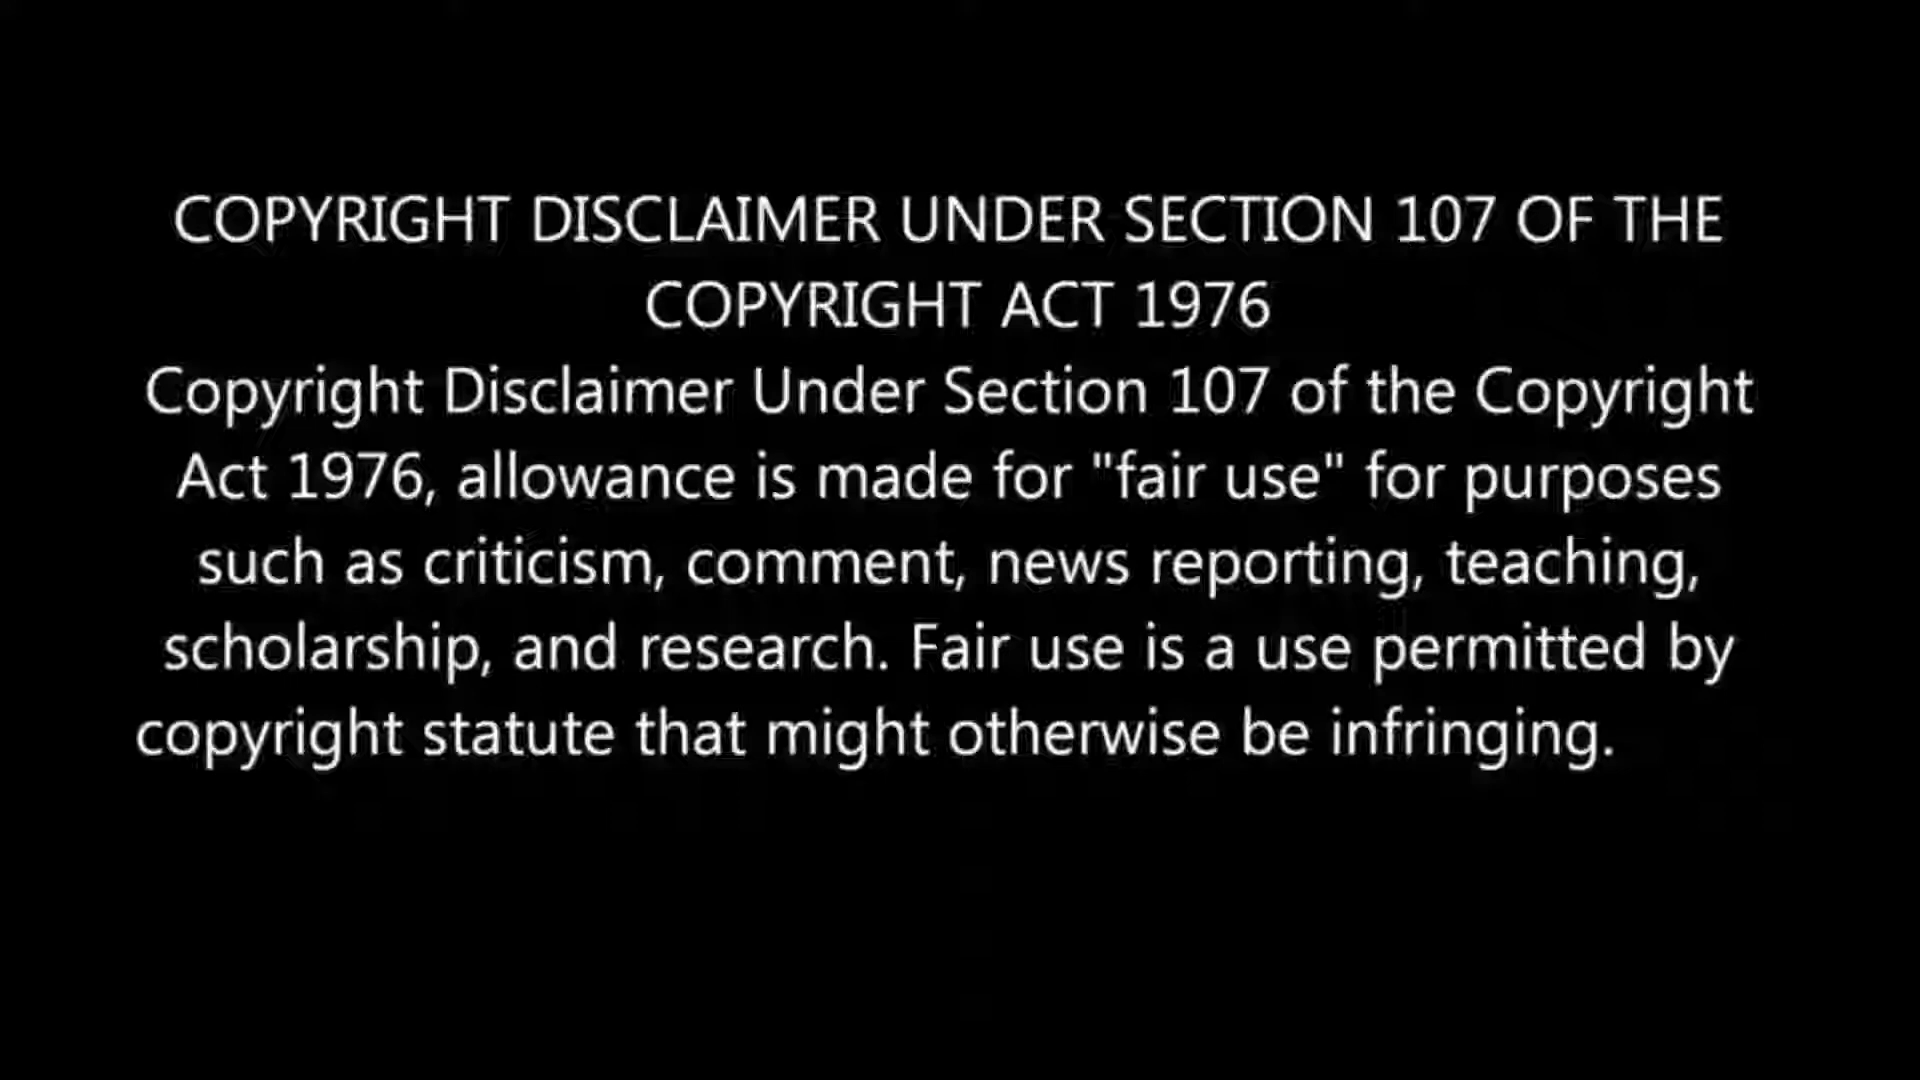 COPYRIGHT DISCLAIMER UNDER SECTION 107 OF THE
COPYRIGHT ACT 1976
Copyright Disclaimer Under Section 107 of the Copyright
Act 1976, allowance is made for "fair use" for purposes
such as criticism, comment, news reporting, teaching,
scholarship, and research. Fair use is a use permitted by
copyright statute that might otherwise be infringing.